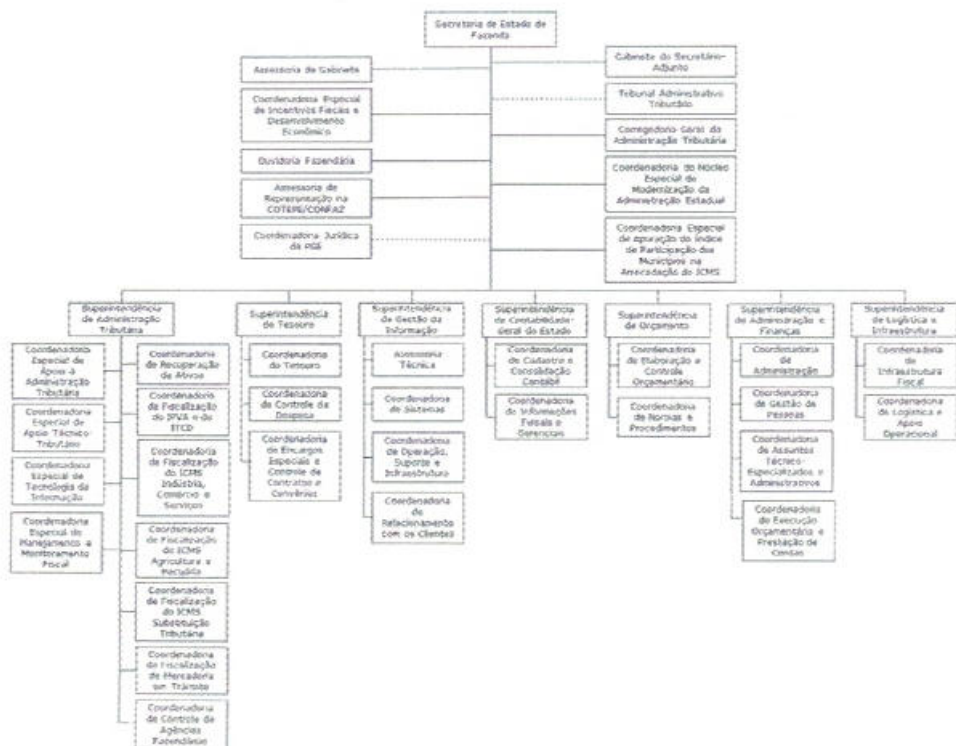 Secretaria de Estado de
Fazenda
Assessoria de Gabinete
Gabinete do Secretário-
Adjunto
Coordenadoria Especial
de Incentivos Fiscais e
Desenvolvimento
Econômico
Tribunal Administrativo
Tributário
Corregedoria Geral da
Administração Tributária
Ouvidoria Fazendária
Coordenadoria do Núcleo
Especial de
Modernização da
Administração Estadual
Assessoria de
Representação na
COTEPE/CONFAZ
Coordenadoria Jurídica
da PGE
Coordenadoria Especial
de Apuração do Índice
de Participação dos
Municípios na
Arrecadação do ICMS
Superintendência
de Administração
Tributária
Coordenadoria
Especial de
Apoio à
Administração
Tributária
Coordenadoria
Especial de
Apoio Técnico-
Tributário
Coordenadoria
Especial de
Tecnologia da
Informação
Coordenadoria
Especial de
Planejamento e
Monitoramento
Fiscal
Coordenadoria
de Recuperação
de Ativos
Coordenadoria
de Fiscalização
do IPVA e do
ITCD
Coordenadoria
de Fiscalização
do ICMS
Indústria,
Comércio e
Serviços
Coordenadoria
de Fiscalização
do ICMS
Agricultura e
Pecuária
Coordenadoria
de Fiscalização
do ICMS
Substituição
Tributária
Coordenadoria
de Fiscalização
de Mercadoria
em Trânsito
Coordenadoria
de Controle de
Agências
Fazendárias
Superintendência
do Tesouro
Coordenadoria
do Tesouro
Coordenadoria
de Controle da
Despesa
Coordenadoria
de Encargos
Especiais e
Controle de
Contratos e
Convênios
Superintendência
de Gestão da
Informação
Assessoria
Técnica
Coordenadoria
de Sistemas
Coordenadoria
de Operação,
Suporte e
Infraestrutura
Coordenadoria
de
Relacionamento
com os Clientes
Superintendência
de Contabilidade-
Geral do Estado
Coordenadoria
de Cadastro e
Consolidação
Contábil
Coordenadoria
de Informações
Fiscais e
Gerenciais
Superintendência
de Orçamento
Coordenadoria
de Elaboração e
Controle
Orçamentário
Coordenadoria
de Normas e
Procedimentos
Superintendência
de Administração e
Finanças
Coordenadoria
de
Administração
Coordenadoria
de Gestão de
Pessoas
Coordenadoria
de Assuntos
Técnico-
Especializados e
Administrativos
Coordenadoria
de Execução
Orçamentária e
Prestação de
Contas
Superintendência
de Logística e
Infraestrutura
Coordenadoria
de
Infraestrutura
Fiscal
Coordenadoria
de Logística e
Apoio
Operacional